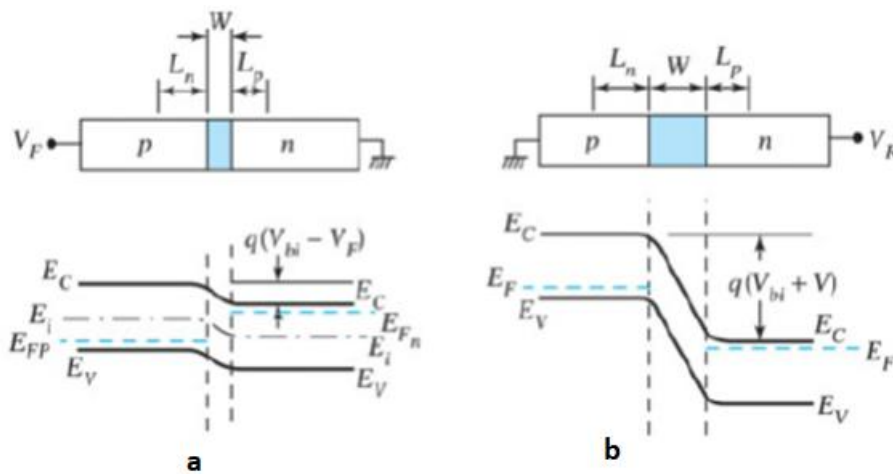 W
L_n L_p
V_F p n
L_n W L_p
p n V_F
q(V_bi − V_F)
E_C E_C
E_i E_Fn
E_FP E_i
E_V E_V
E_C
E_F q(V_bi + V)
E_V E_C
E_F
E_V
a
b